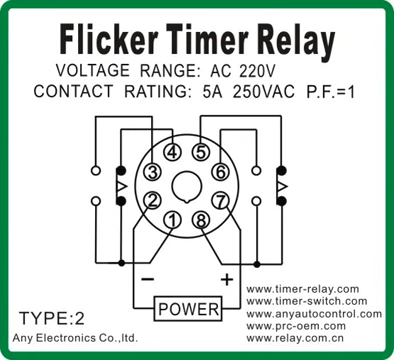 Flicker Timer Relay
VOLTAGE RANGE: AC 220V
CONTACT RATING: 5A 250VAC P.F.=1
4 5
3 6
2 7
1 8
− +
POWER
www.timer-relay.com
www.timer-switch.com
www.anyautocontrol.com
www.prc-oem.com
www.relay.com.cn
TYPE:2
Any Electronics Co.,ltd.